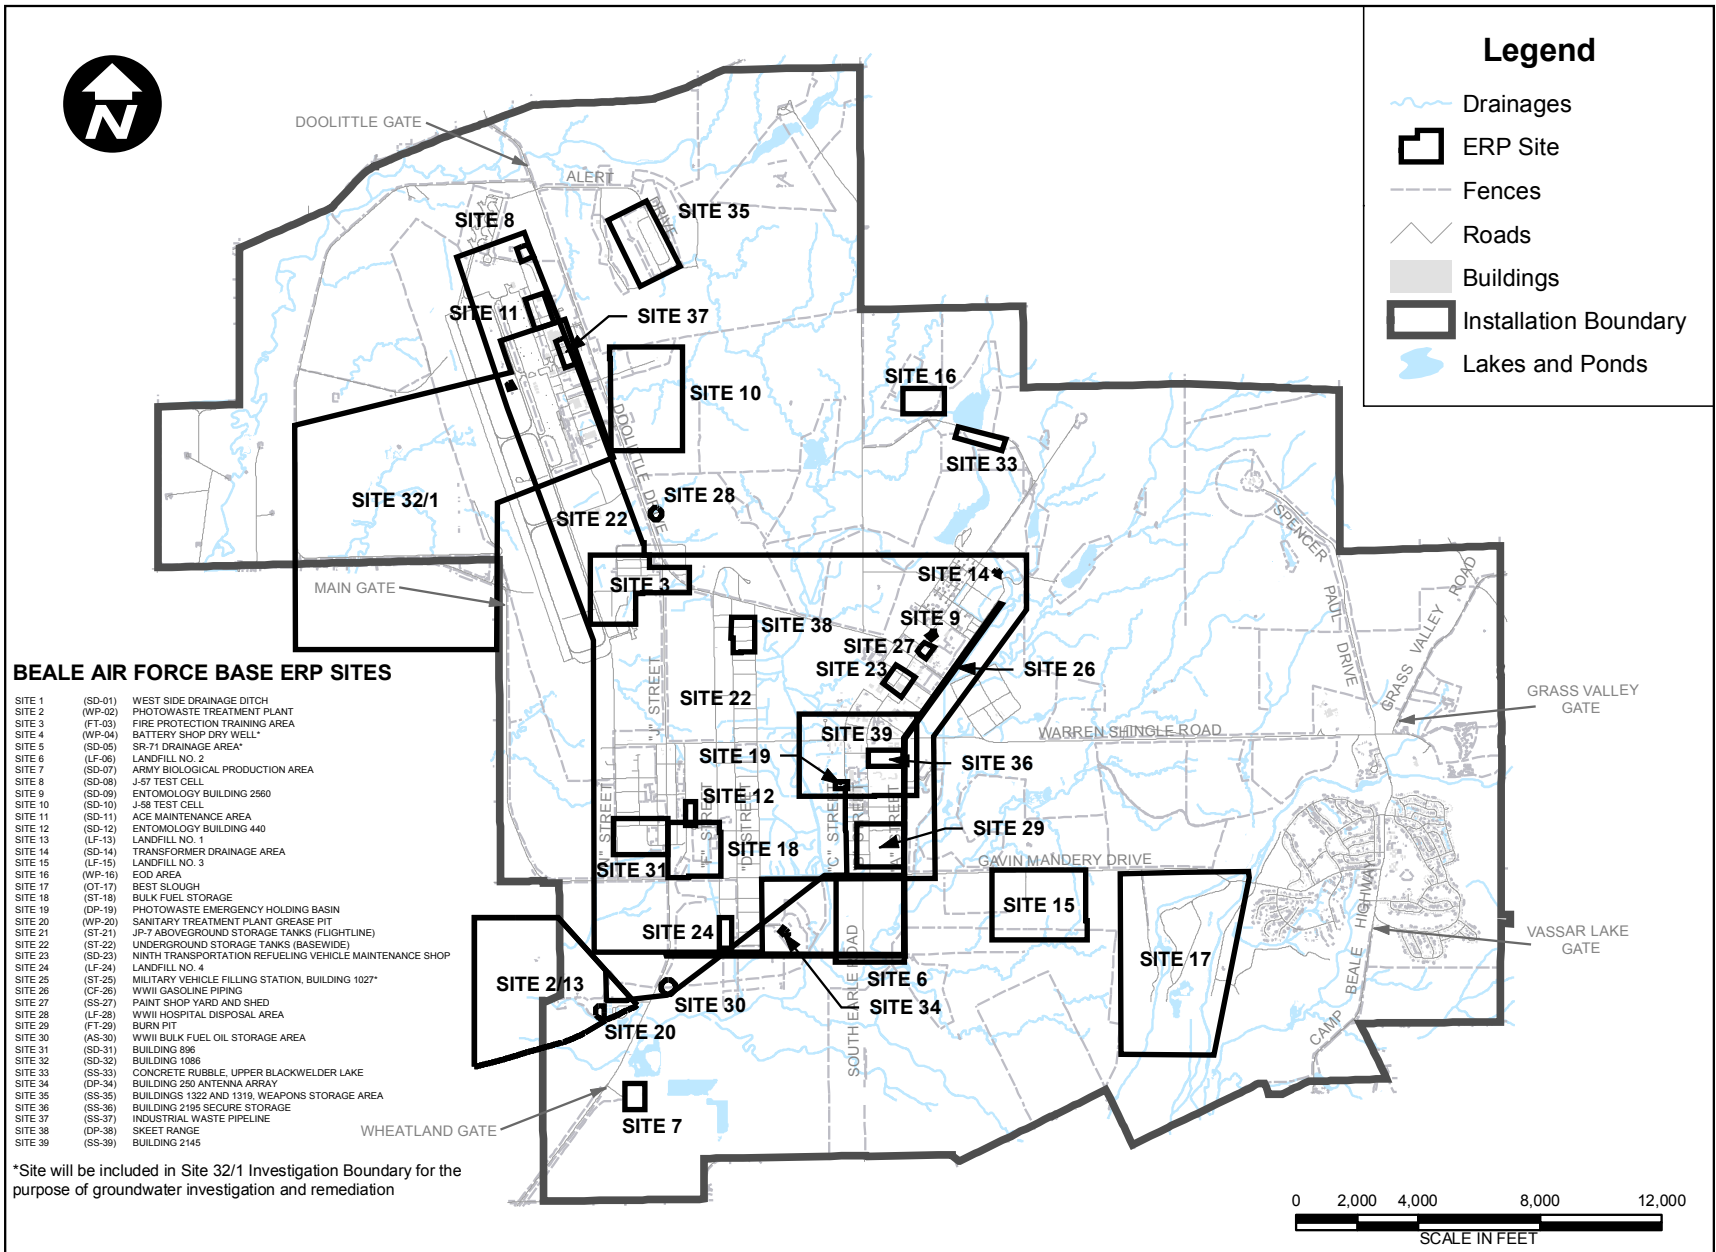 Legend
Drainages
ERP Site
Fences
Roads
Buildings
Installation Boundary
Lakes and Ponds
N
DOOLITTLE GATE
ALERT
DRIVE
SITE 8
SITE 35
SITE 11
SITE 37
SITE 10
SITE 16
SITE 33
DOOLITTLE DRIVE
SITE 32/1
SITE 28
SITE 22
SPENCER
PAUL
DRIVE
GRASS VALLEY ROAD
MAIN GATE
SITE 3
SITE 14
SITE 9
SITE 38
SITE 27
SITE 23
SITE 26
"J" STREET
SITE 22
GRASS VALLEY
GATE
SITE 39
WARREN SHINGLE ROAD
SITE 19
SITE 36
SITE 12
"N" STREET
"F" STREET
"D" STREET
"C" STREET
STREET
"A" STREET
SITE 29
SITE 18
SITE 31
GAVIN MANDERY DRIVE
SITE 15
SITE 24
SITE 17
CAMP BEALE HIGHWAY
VASSAR LAKE
GATE
SITE 2/13
SITE 6
SITE 30
SITE 34
SITE 20
SOUTH EARLE ROAD
SITE 7
WHEATLAND GATE
BEALE AIR FORCE BASE ERP SITES
SITE 1 (SD-01) WEST SIDE DRAINAGE DITCH
SITE 2 (WP-02) PHOTOWASTE TREATMENT PLANT
SITE 3 (FT-03) FIRE PROTECTION TRAINING AREA
SITE 4 (WP-04) BATTERY SHOP DRY WELL*
SITE 5 (SD-05) SR-71 DRAINAGE AREA*
SITE 6 (LF-06) LANDFILL NO. 2
SITE 7 (SD-07) ARMY BIOLOGICAL PRODUCTION AREA
SITE 8 (SD-08) J-57 TEST CELL
SITE 9 (SD-09) ENTOMOLOGY BUILDING 2560
SITE 10 (SD-10) J-58 TEST CELL
SITE 11 (SD-11) ACE MAINTENANCE AREA
SITE 12 (SD-12) ENTOMOLOGY BUILDING 440
SITE 13 (LF-13) LANDFILL NO. 1
SITE 14 (SD-14) TRANSFORMER DRAINAGE AREA
SITE 15 (LF-15) LANDFILL NO. 3
SITE 16 (WP-16) EOD AREA
SITE 17 (OT-17) BEST SLOUGH
SITE 18 (ST-18) BULK FUEL STORAGE
SITE 19 (DP-19) PHOTOWASTE EMERGENCY HOLDING BASIN
SITE 20 (WP-20) SANITARY TREATMENT PLANT GREASE PIT
SITE 21 (ST-21) JP-7 ABOVEGROUND STORAGE TANKS (FLIGHTLINE)
SITE 22 (ST-22) UNDERGROUND STORAGE TANKS (BASEWIDE)
SITE 23 (SD-23) NINTH TRANSPORTATION REFUELING VEHICLE MAINTENANCE SHOP
SITE 24 (LF-24) LANDFILL NO. 4
SITE 25 (ST-25) MILITARY VEHICLE FILLING STATION, BUILDING 1027*
SITE 26 (CF-26) WWII GASOLINE PIPING
SITE 27 (SS-27) PAINT SHOP YARD AND SHED
SITE 28 (LF-28) WWII HOSPITAL DISPOSAL AREA
SITE 29 (FT-29) BURN PIT
SITE 30 (AS-30) WWII BULK FUEL OIL STORAGE AREA
SITE 31 (SD-31) BUILDING 896
SITE 32 (SD-32) BUILDING 1086
SITE 33 (SS-33) CONCRETE RUBBLE, UPPER BLACKWELDER LAKE
SITE 34 (DP-34) BUILDING 250 ANTENNA ARRAY
SITE 35 (SS-35) BUILDINGS 1322 AND 1319, WEAPONS STORAGE AREA
SITE 36 (SS-36) BUILDING 2195 SECURE STORAGE
SITE 37 (SS-37) INDUSTRIAL WASTE PIPELINE
SITE 38 (DP-38) SKEET RANGE
SITE 39 (SS-39) BUILDING 2145
*Site will be included in Site 32/1 Investigation Boundary for the
purpose of groundwater investigation and remediation
0 2,000 4,000 8,000 12,000
SCALE IN FEET